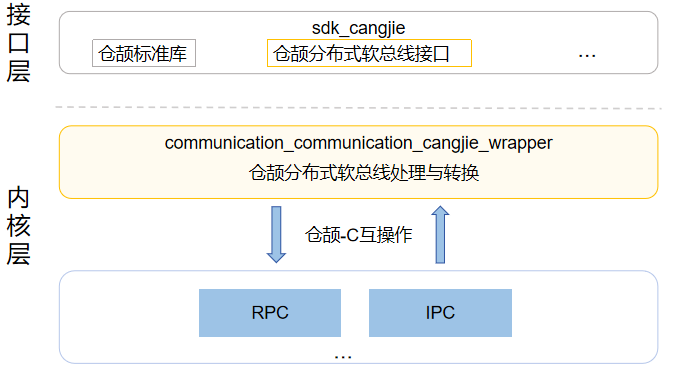 接口层
sdk_cangjie
仓颉标准库
仓颉分布式软总线接口
...
内核层
communication_communication_cangjie_wrapper
仓颉分布式软总线处理与转换
仓颉-C互操作
RPC
IPC
...